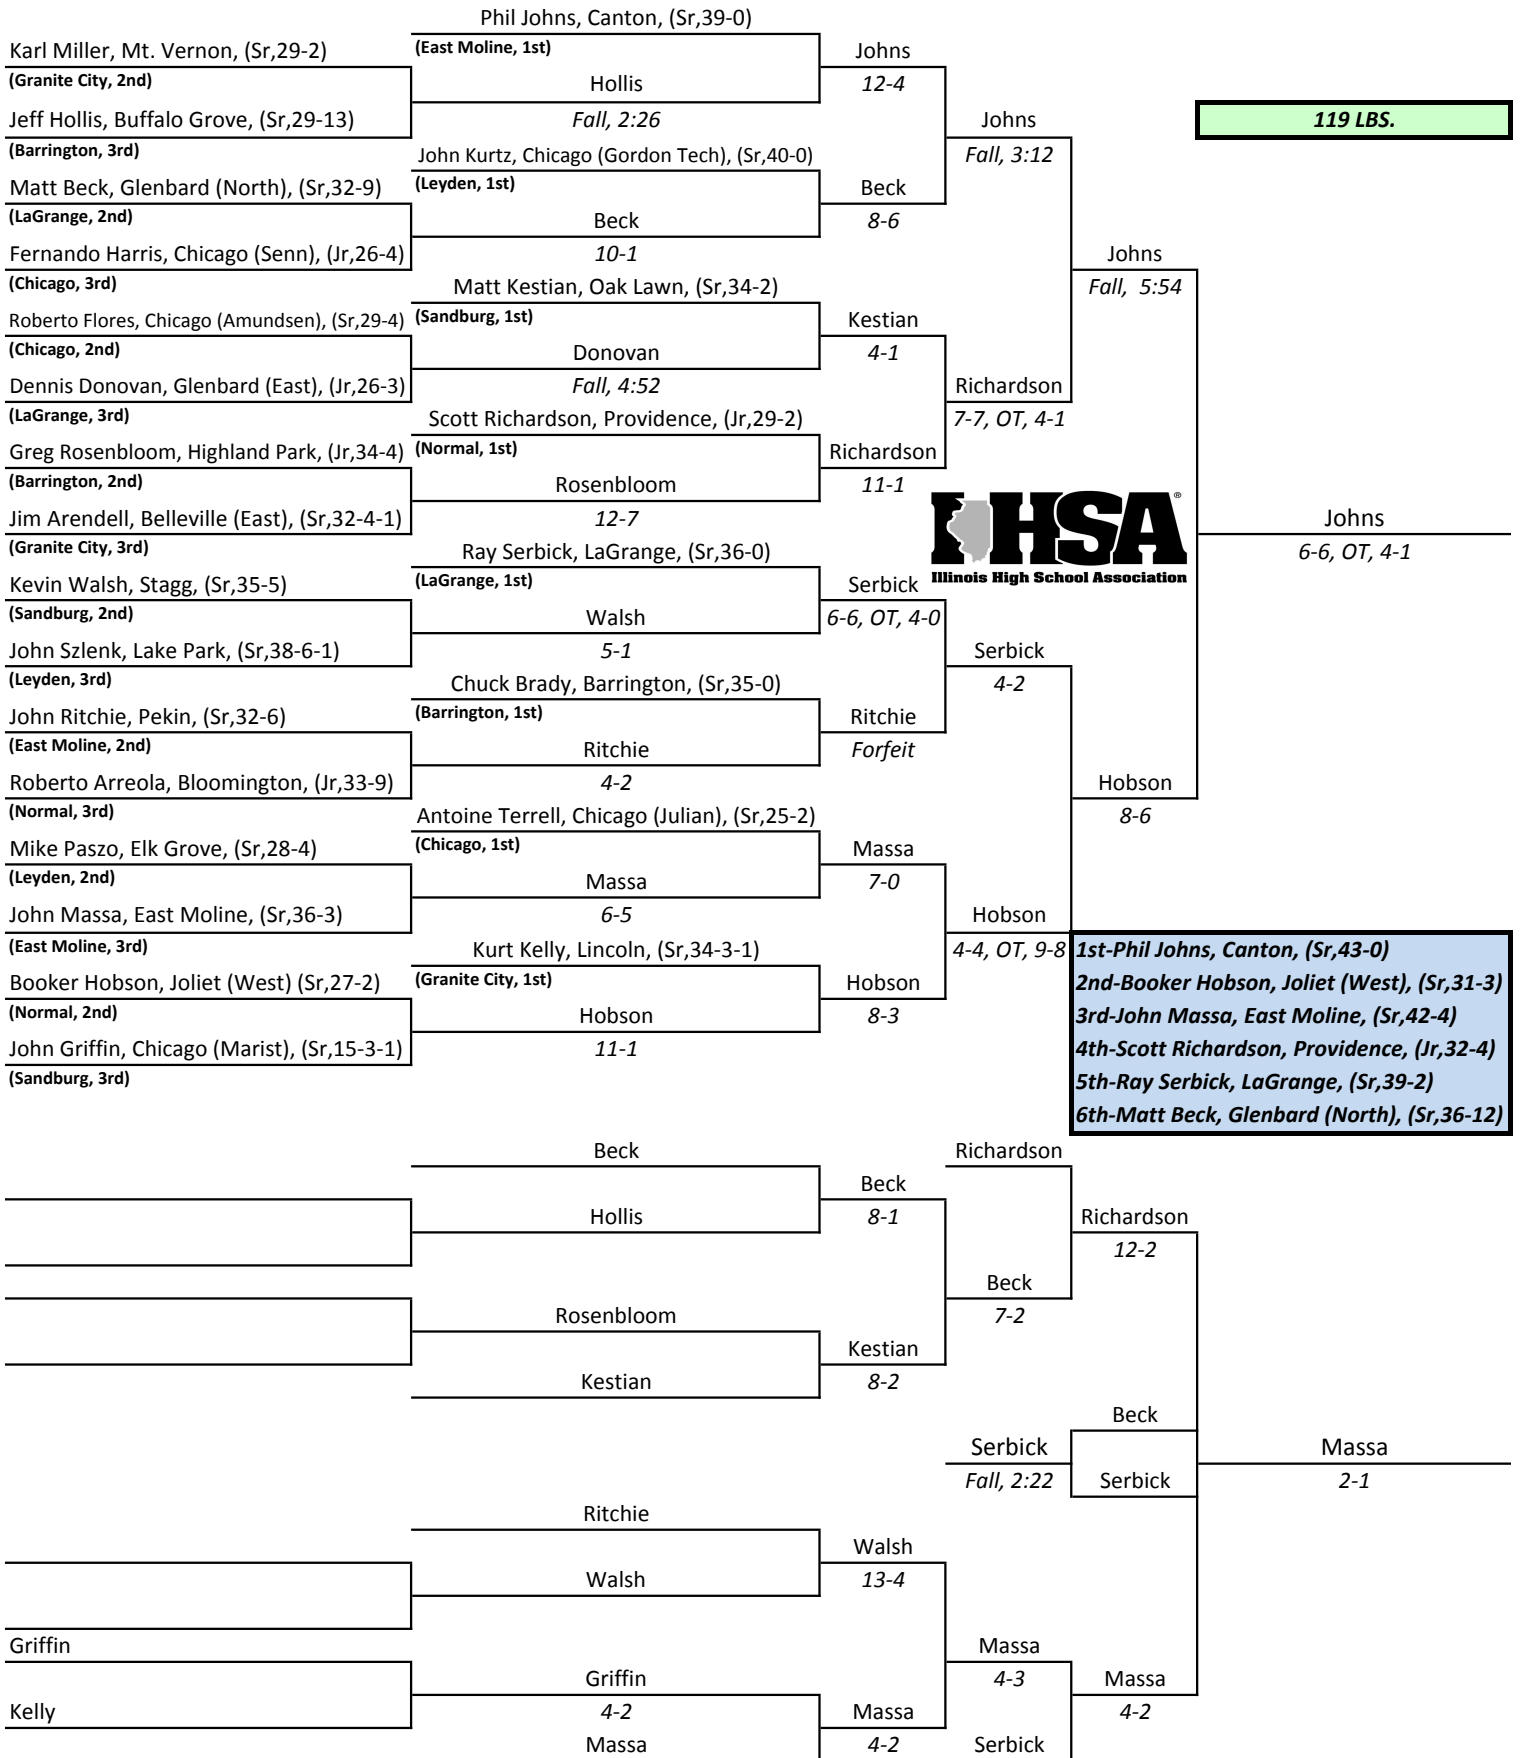 Phil Johns, Canton, (Sr,39-0)
Karl Miller, Mt. Vernon, (Sr,29-2)
(East Moline, 1st)
Johns
(Granite City, 2nd)
Hollis
12-4
Jeff Hollis, Buffalo Grove, (Sr,29-13)
Fall, 2:26
Johns
119 LBS.
(Barrington, 3rd)
John Kurtz, Chicago (Gordon Tech), (Sr,40-0)
Fall, 3:12
Matt Beck, Glenbard (North), (Sr,32-9)
(Leyden, 1st)
Beck
(LaGrange, 2nd)
Beck
8-6
Fernando Harris, Chicago (Senn), (Jr,26-4)
10-1
Johns
(Chicago, 3rd)
Matt Kestian, Oak Lawn, (Sr,34-2)
Fall, 5:54
Roberto Flores, Chicago (Amundsen), (Sr,29-4)
(Sandburg, 1st)
Kestian
(Chicago, 2nd)
Donovan
4-1
Dennis Donovan, Glenbard (East), (Jr,26-3)
Fall, 4:52
Richardson
(LaGrange, 3rd)
Scott Richardson, Providence, (Jr,29-2)
7-7, OT, 4-1
Greg Rosenbloom, Highland Park, (Jr,34-4)
(Normal, 1st)
Richardson
(Barrington, 2nd)
Rosenbloom
11-1
Jim Arendell, Belleville (East), (Sr,32-4-1)
12-7
IHSA®
Johns
(Granite City, 3rd)
Ray Serbick, LaGrange, (Sr,36-0)
6-6, OT, 4-1
Kevin Walsh, Stagg, (Sr,35-5)
(LaGrange, 1st)
Serbick
Illinois High School Association
(Sandburg, 2nd)
Walsh
6-6, OT, 4-0
John Szlenk, Lake Park, (Sr,38-6-1)
5-1
Serbick
(Leyden, 3rd)
Chuck Brady, Barrington, (Sr,35-0)
4-2
John Ritchie, Pekin, (Sr,32-6)
(Barrington, 1st)
Ritchie
(East Moline, 2nd)
Ritchie
Forfeit
Roberto Arreola, Bloomington, (Jr,33-9)
4-2
Hobson
(Normal, 3rd)
Antoine Terrell, Chicago (Julian), (Sr,25-2)
8-6
Mike Paszo, Elk Grove, (Sr,28-4)
(Chicago, 1st)
Massa
(Leyden, 2nd)
Massa
7-0
John Massa, East Moline, (Sr,36-3)
6-5
Hobson
(East Moline, 3rd)
Kurt Kelly, Lincoln, (Sr,34-3-1)
4-4, OT, 9-8
1st-Phil Johns, Canton, (Sr,43-0)
Booker Hobson, Joliet (West) (Sr,27-2)
(Granite City, 1st)
Hobson
2nd-Booker Hobson, Joliet (West), (Sr,31-3)
(Normal, 2nd)
Hobson
8-3
3rd-John Massa, East Moline, (Sr,42-4)
John Griffin, Chicago (Marist), (Sr,15-3-1)
11-1
4th-Scott Richardson, Providence, (Jr,32-4)
(Sandburg, 3rd)
5th-Ray Serbick, LaGrange, (Sr,39-2)
6th-Matt Beck, Glenbard (North), (Sr,36-12)
Beck
Richardson
Beck
Hollis
8-1
Richardson
12-2
Beck
Rosenbloom
7-2
Kestian
Kestian
8-2
Beck
Serbick
Massa
Fall, 2:22
Serbick
2-1
Ritchie
Walsh
Walsh
13-4
Griffin
Massa
Griffin
4-3
Massa
Kelly
4-2
Massa
4-2
Massa
4-2
Serbick